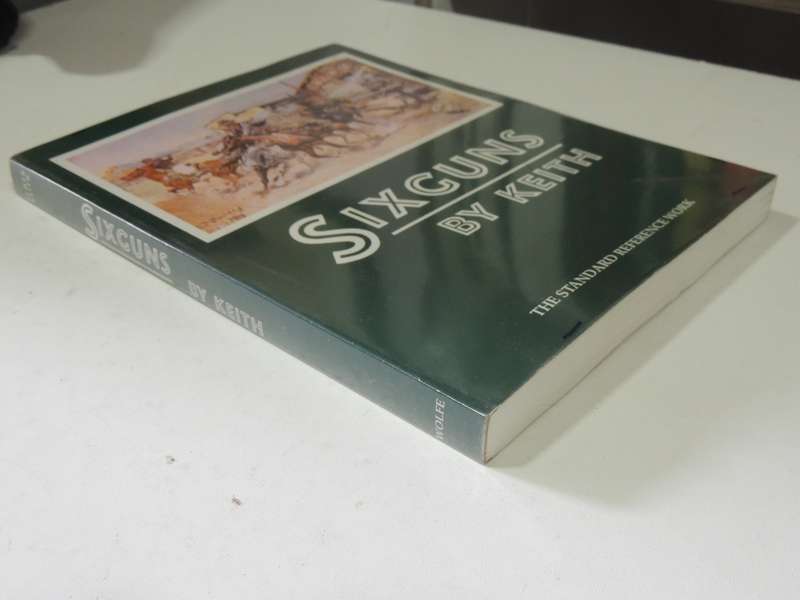 SIXGUNS
BY KEITH
THE STANDARD REFERENCE WORK
SIXGUNS
BY KEITH
WOLFE